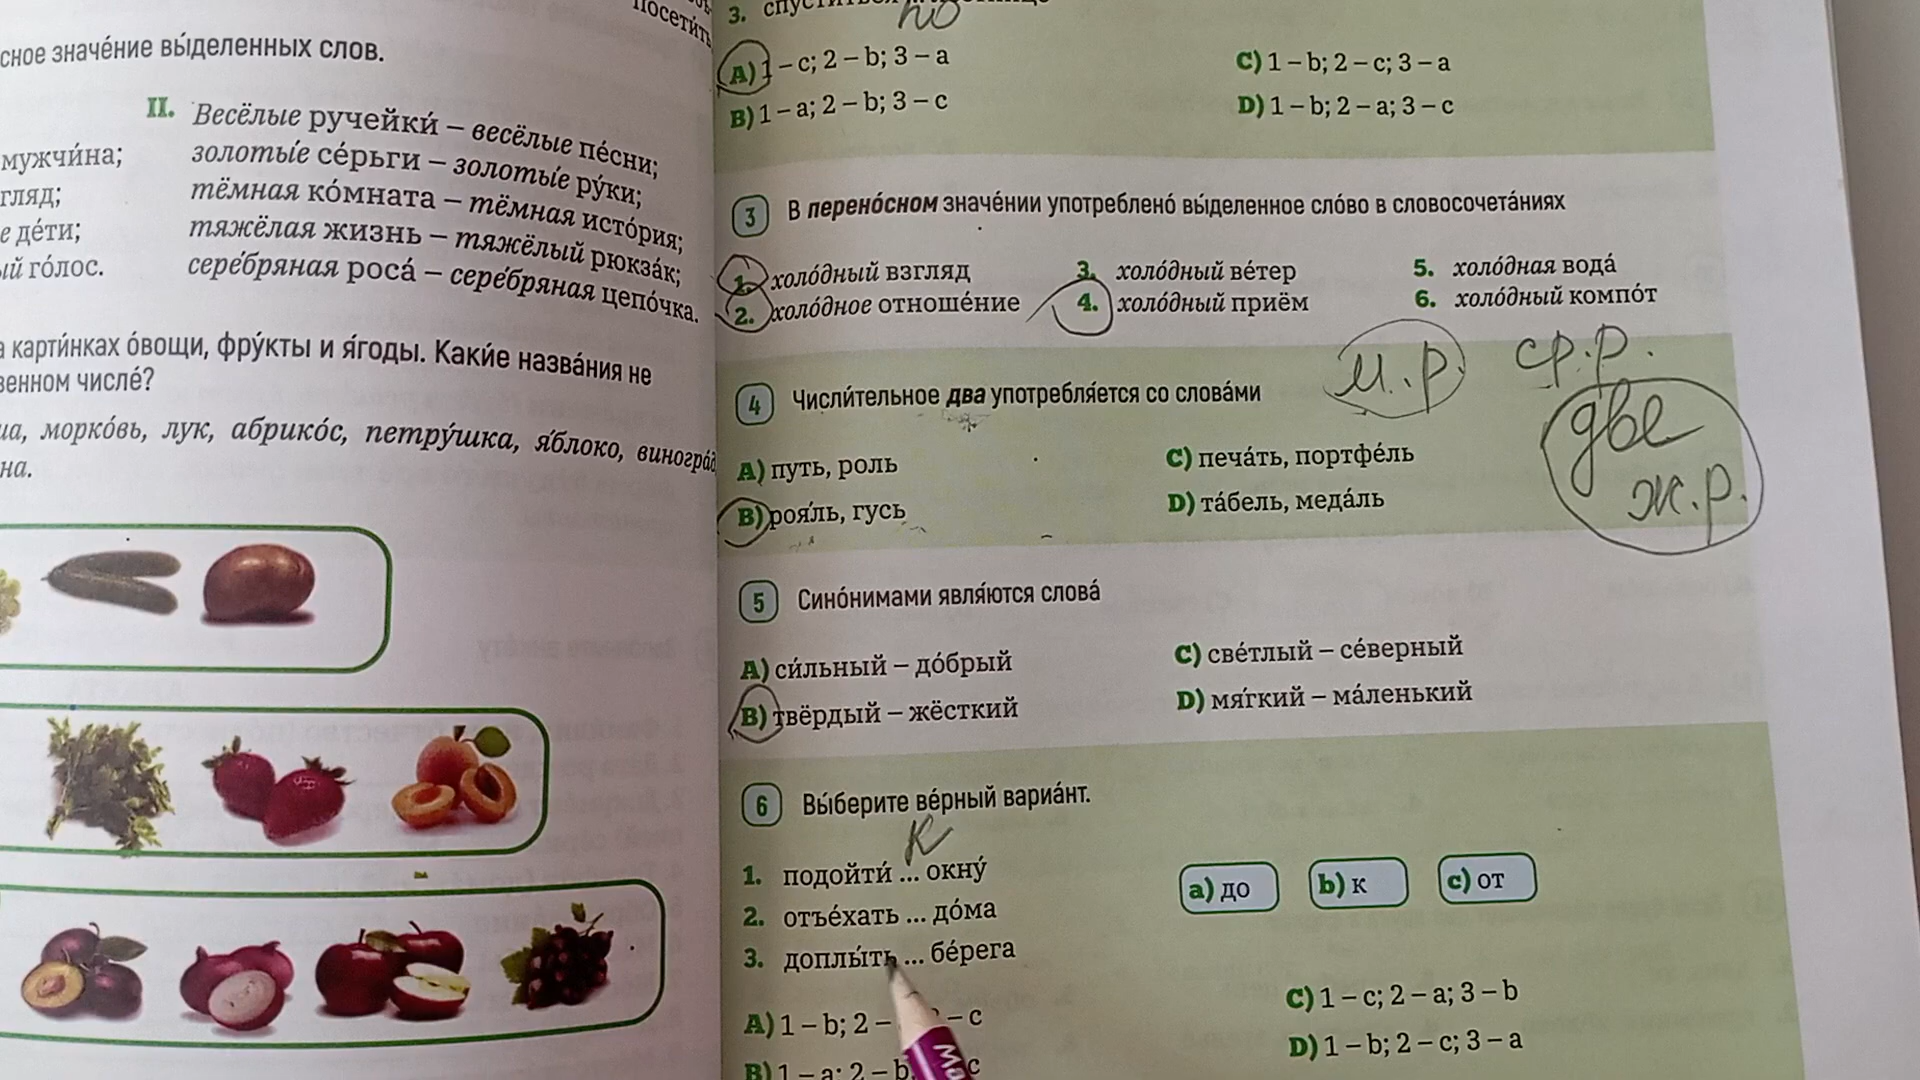 посети́ть
сное значе́ние вы́деленных слов.
II. Весёлые ручейки́ – весёлые пе́сни;
мужчи́на;
золоты́е се́рьги – золоты́е ру́ки;
гляд;
тёмная ко́мната – тёмная исто́рия;
е де́ти;
тяжёлая жизнь – тяжёлый рюкза́к;
ый го́лос.
сере́бряная роса́ – сере́бряная цепо́чка.
а карти́нках о́вощи, фру́кты и я́годы. Каки́е назва́ния не
венном числе́?
морко́вь, лук, абрико́с, петру́шка, я́блоко, виногра́д
на.
3.
по
A) 1 – c; 2 – b; 3 – a
C) 1 – b; 2 – c; 3 – a
B) 1 – a; 2 – b; 3 – c
D) 1 – b; 2 – a; 3 – c
3 В перено́сном значе́нии употреблено́ вы́деленное сло́во в словосочета́ниях
1. холо́дный взгляд
3. холо́дный ве́тер
5. холо́дная вода́
2. холо́дное отноше́ние
4. холо́дный приём
6. холо́дный компо́т
м.р. ср.р.
4 Числи́тельное два употребля́ется со слова́ми
две
ж.р.
A) путь, роль
C) печа́ть, портфе́ль
B) роя́ль, гусь
D) та́бель, меда́ль
5 Сино́нимами явля́ются слова́
A) си́льный – до́брый
C) све́тлый – се́верный
B) твёрдый – жёсткий
D) мя́гкий – ма́ленький
6 Вы́берите ве́рный вариа́нт.
к
1. подойти́ ... окну́
a) до b) к c) от
2. отъе́хать ... до́ма
3. доплы́ть ... бе́рега
A) 1 – b; 2 – – c
C) 1 – c; 2 – a; 3 – b
B) 1 – a; 2 – b; c
D) 1 – b; 2 – c; 3 – a